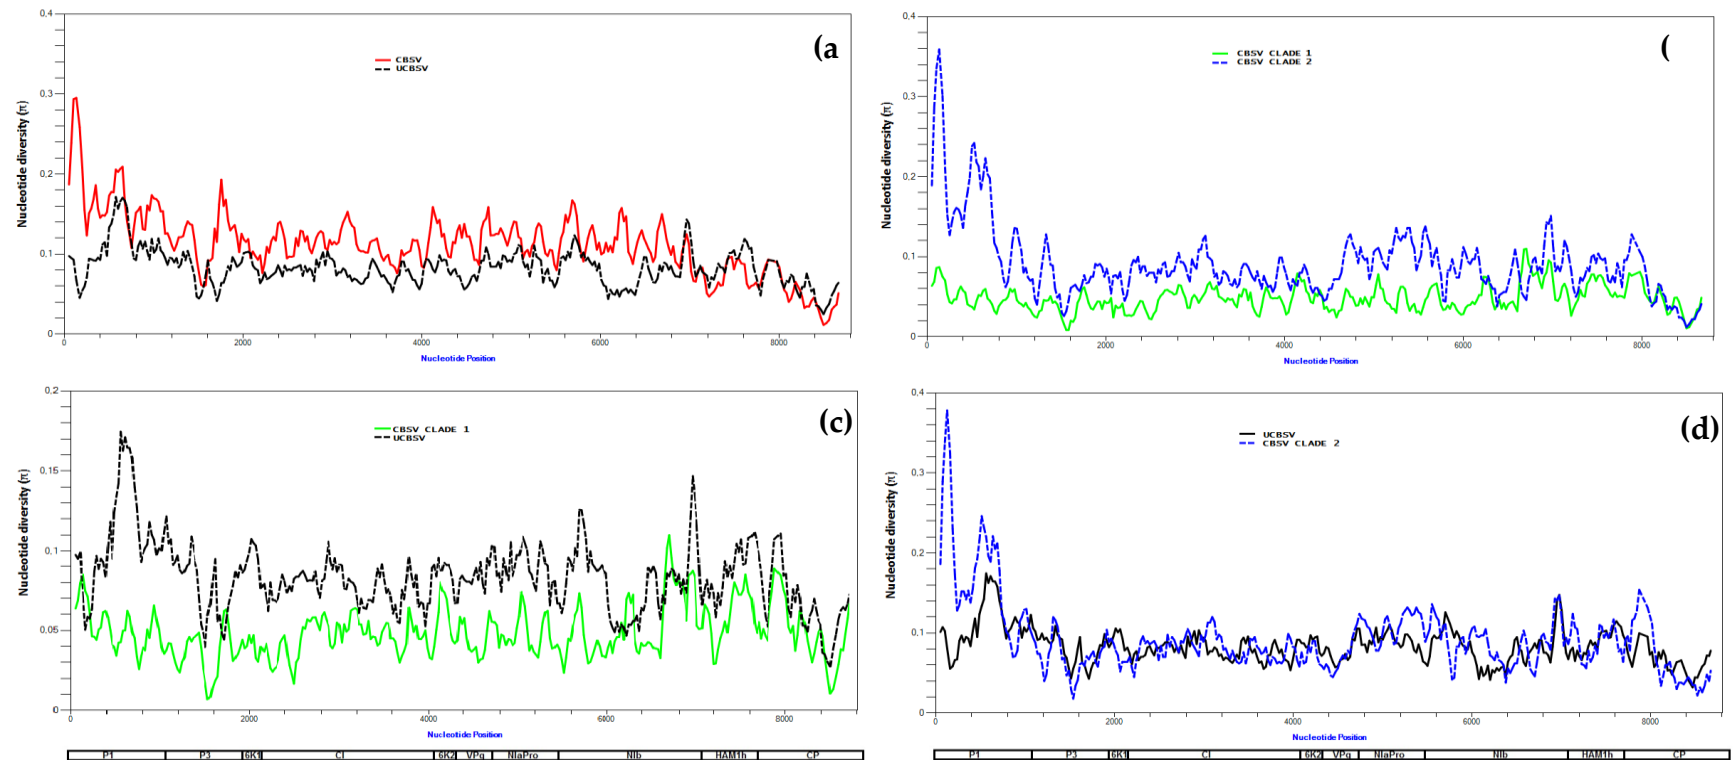 (a
0,4
0,3
0,2
0,1
0
Nucleotide diversity (π)
CBSV
UCBSV
0 2000 4000 6000 8000
Nucleotide Position
(
0,4
0,3
0,2
0,1
0
Nucleotide diversity (π)
CBSV CLADE 1
CBSV CLADE 2
0 2000 4000 6000 8000
Nucleotide Position
(c)
0,2
0,15
0,1
0,05
0
Nucleotide diversity (π)
CBSV CLADE 1
UCBSV
0 2000 4000 6000 8000
Nucleotide Position
P1 P3 6K1 CI 6K2 VPg NIaPro NIb HAM1h CP
(d)
0,4
0,3
0,2
0,1
0
Nucleotide diversity (π)
UCBSV
CBSV CLADE 2
0 2000 4000 6000 8000
Nucleotide Position
P1 P3 6K1 CI 6K2 VPg NIaPro NIb HAM1h CP